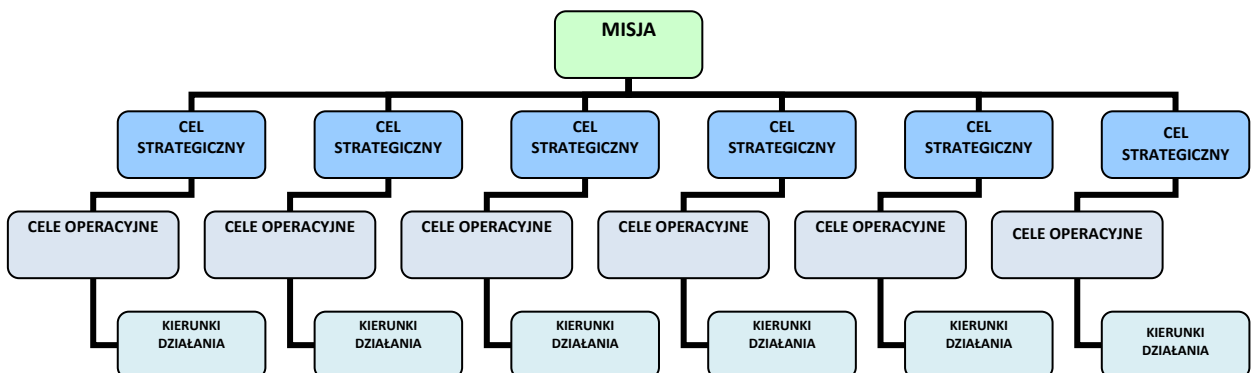 MISJA
CEL
STRATEGICZNY
CEL
STRATEGICZNY
CEL
STRATEGICZNY
CEL
STRATEGICZNY
CEL
STRATEGICZNY
CEL
STRATEGICZNY
CELE OPERACYJNE
CELE OPERACYJNE
CELE OPERACYJNE
CELE OPERACYJNE
CELE OPERACYJNE
CELE OPERACYJNE
KIERUNKI
DZIAŁANIA
KIERUNKI
DZIAŁANIA
KIERUNKI
DZIAŁANIA
KIERUNKI
DZIAŁANIA
KIERUNKI
DZIAŁANIA
KIERUNKI
DZIAŁANIA